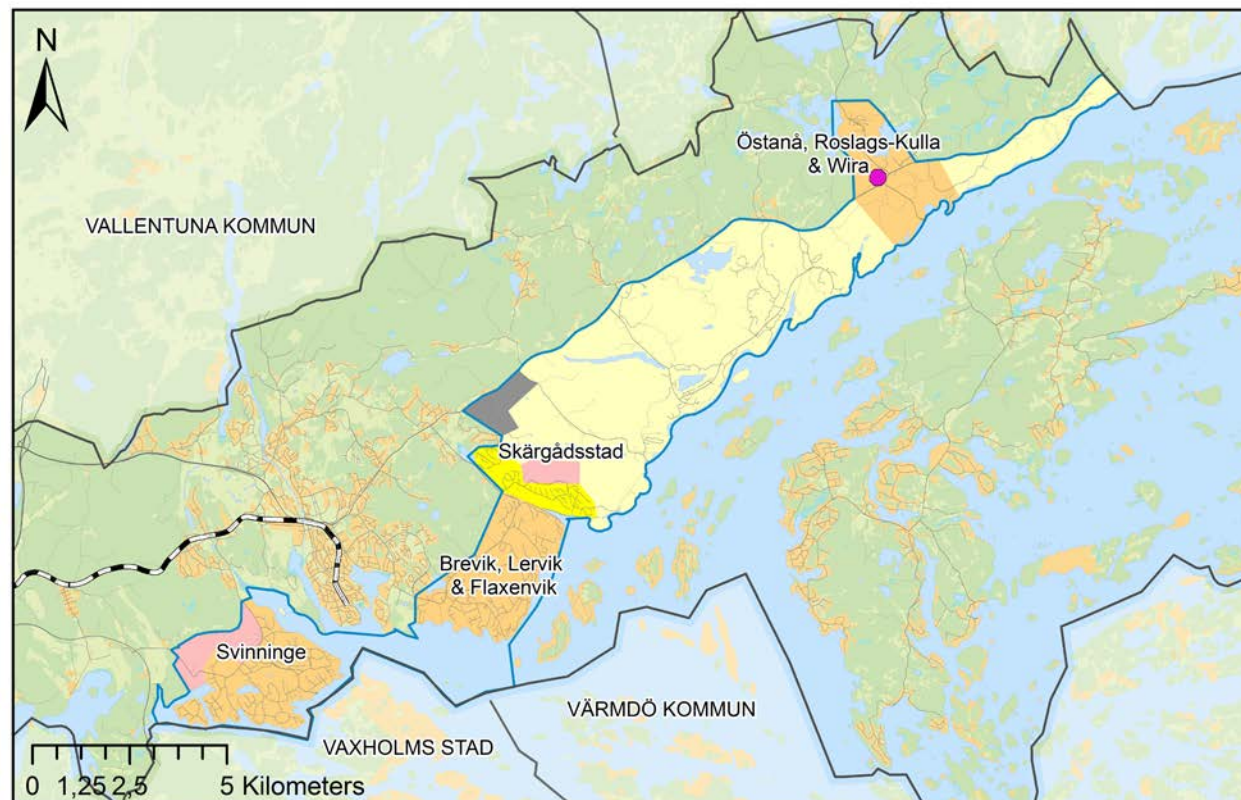 N
Östanå, Roslags-Kulla
& Wira
VALLENTUNA KOMMUN
Skärgådsstad
Brevik, Lervik
& Flaxenvik
Svinninge
VÄRMDÖ KOMMUN
VAXHOLMS STAD
0 1,25 2,5 5 Kilometers